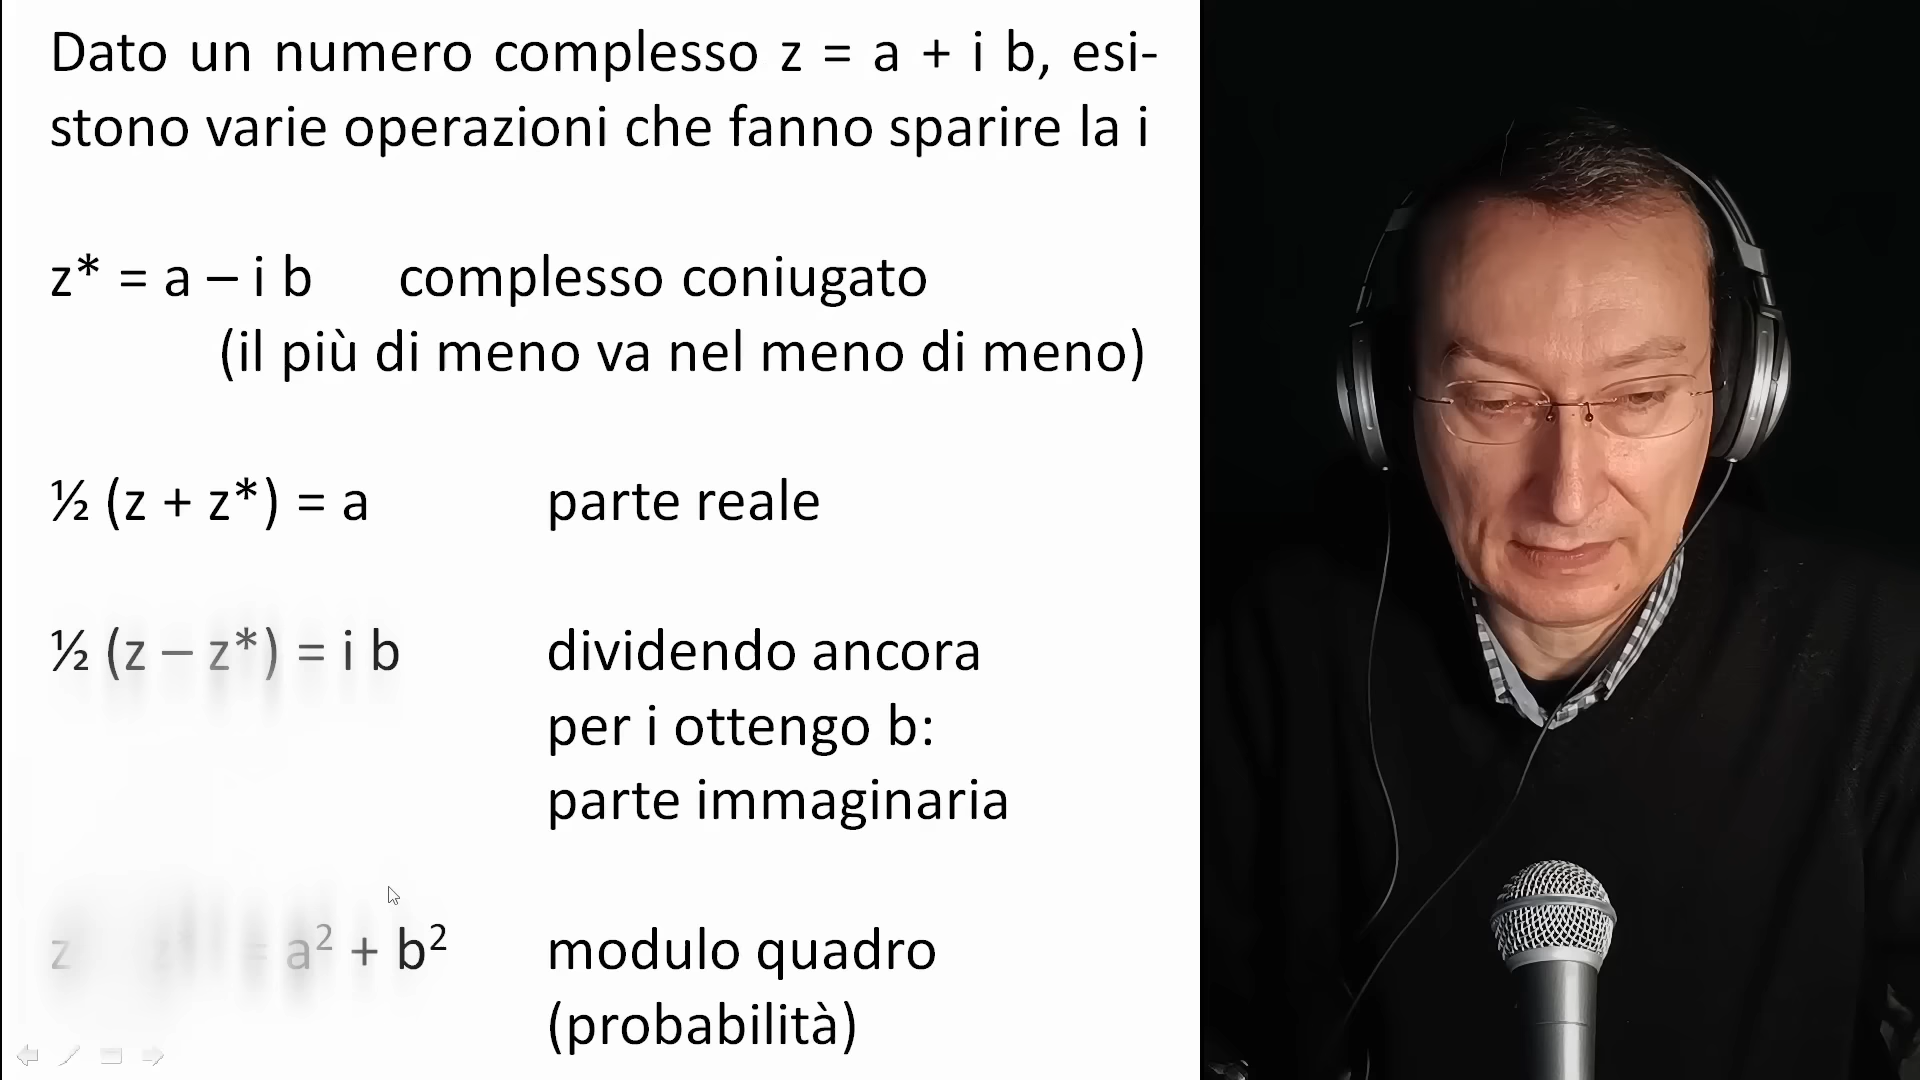 Dato un numero complesso z = a + i b, esi-
stono varie operazioni che fanno sparire la i
z* = a – i b complesso coniugato
(il più di meno va nel meno di meno)
½ (z + z*) = a parte reale
½ (z – z*) = i b dividendo ancora
per i ottengo b:
parte immaginaria
z = a² + b² modulo quadro
(probabilità)